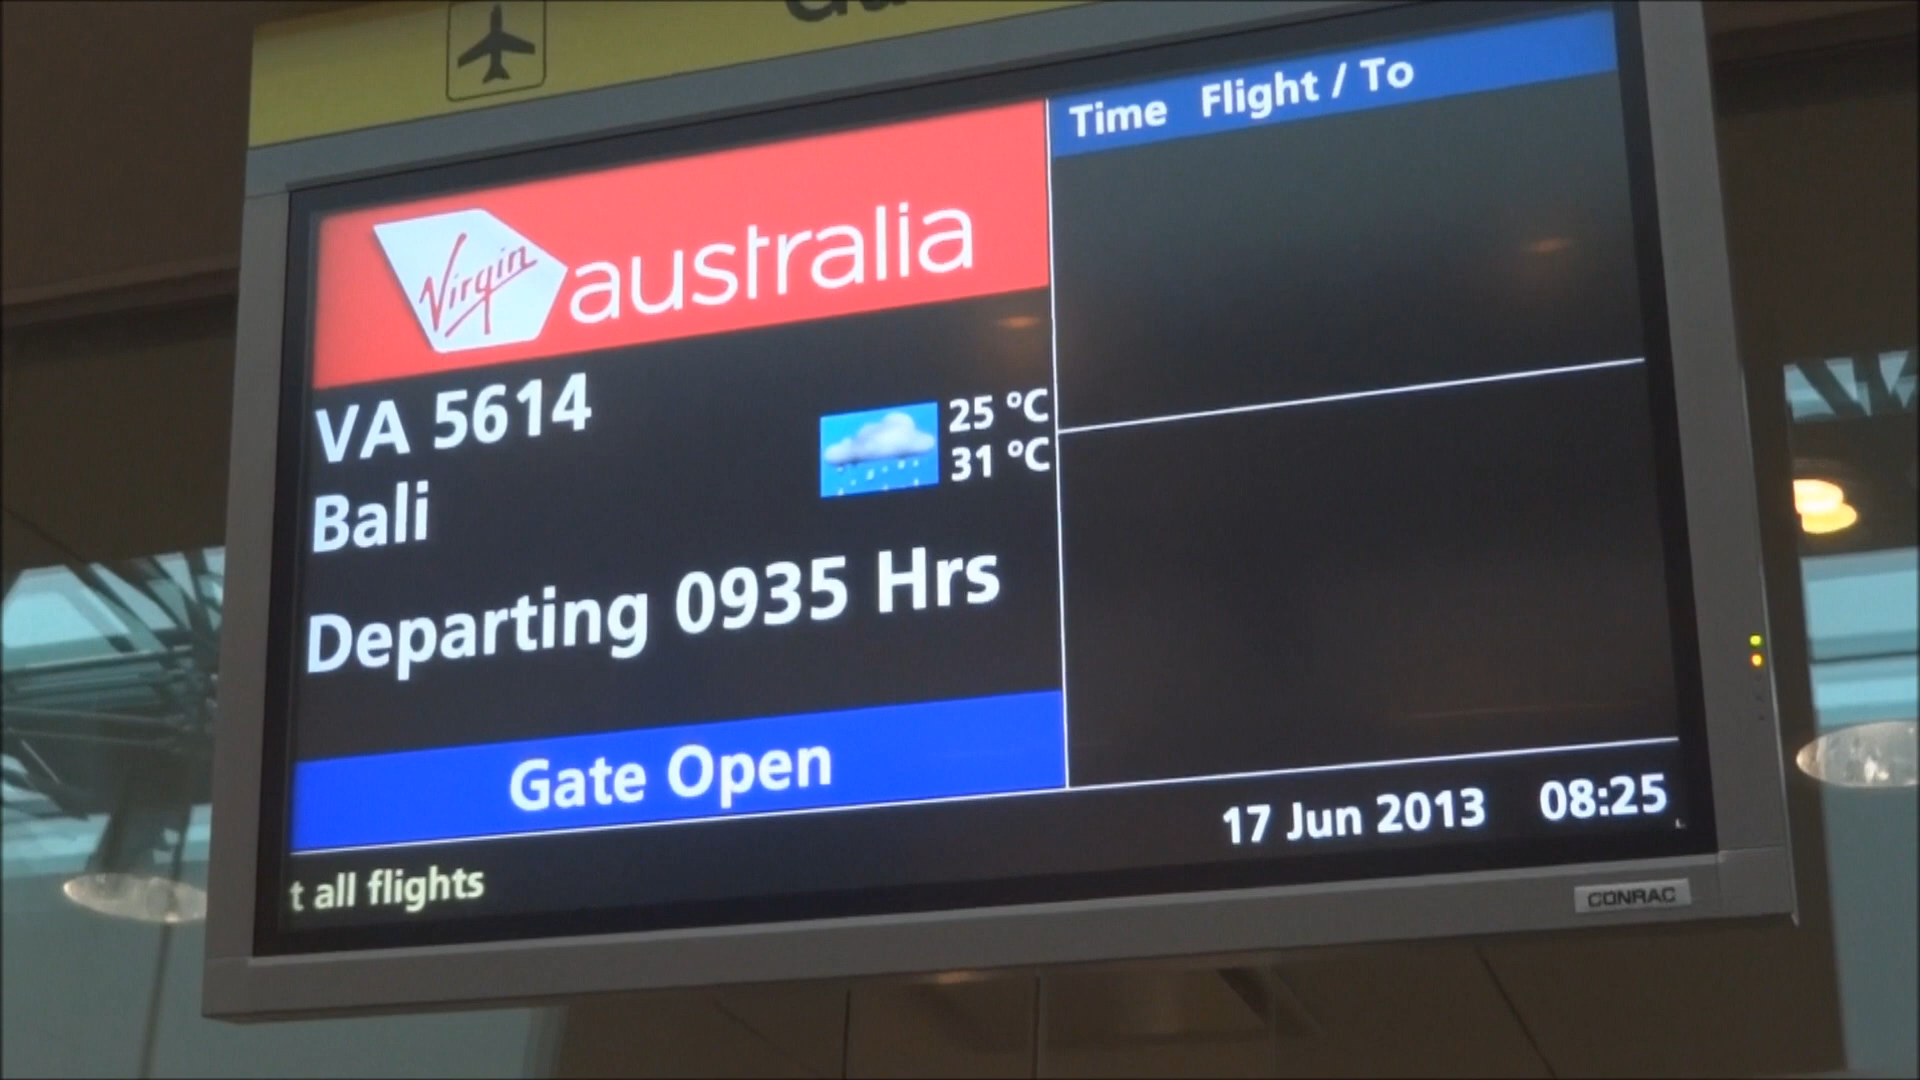 Virgin australia
Time Flight / To
VA 5614
25 °C
31 °C
Bali
Departing 0935 Hrs
Gate Open
17 Jun 2013 08:25
t all flights
CONRAC